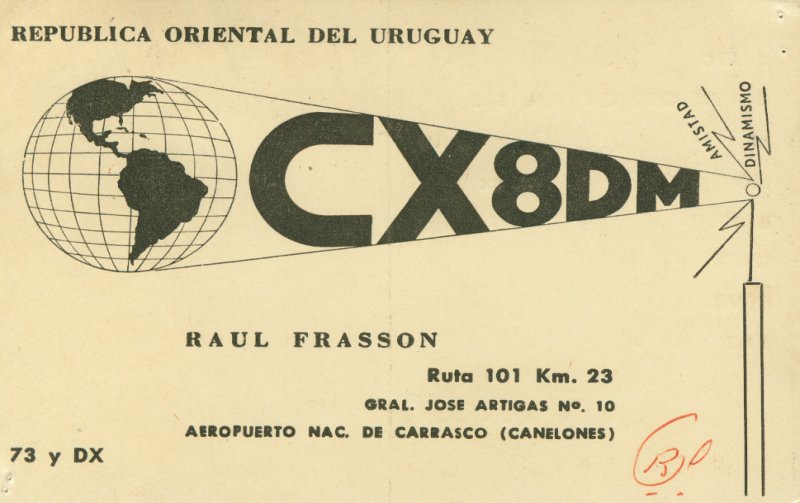 REPUBLICA ORIENTAL DEL URUGUAY
AMISTAD
DINAMISMO
CX8DM
RAUL FRASSON
Ruta 101 Km. 23
GRAL. JOSE ARTIGAS Nº. 10
AEROPUERTO NAC. DE CARRASCO (CANELONES)
73 y DX